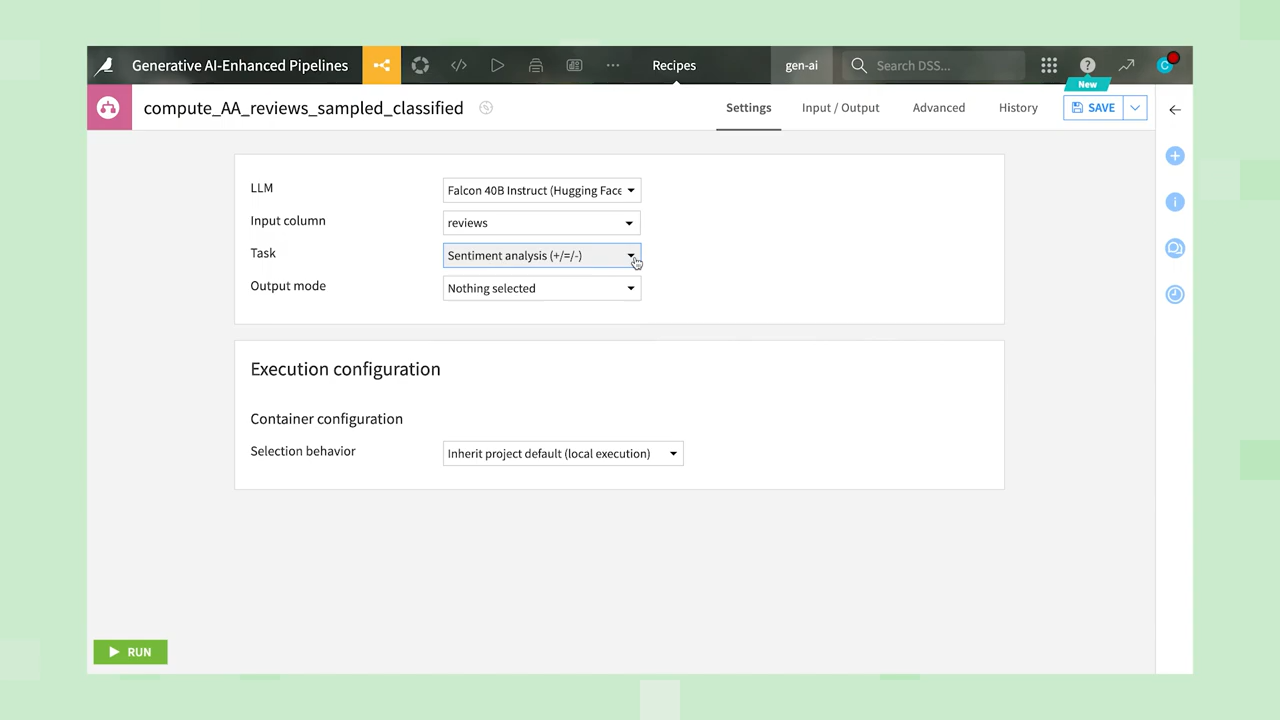 Generative AI-Enhanced Pipelines
Recipes
gen-ai
Search DSS...
C
New
compute_AA_reviews_sampled_classified
Settings
Input / Output
Advanced
History
SAVE
LLM
Falcon 40B Instruct (Hugging Face
Input column
reviews
Task
Sentiment analysis (+/=/-)
Output mode
Nothing selected
Execution configuration
Container configuration
Selection behavior
Inherit project default (local execution)
RUN